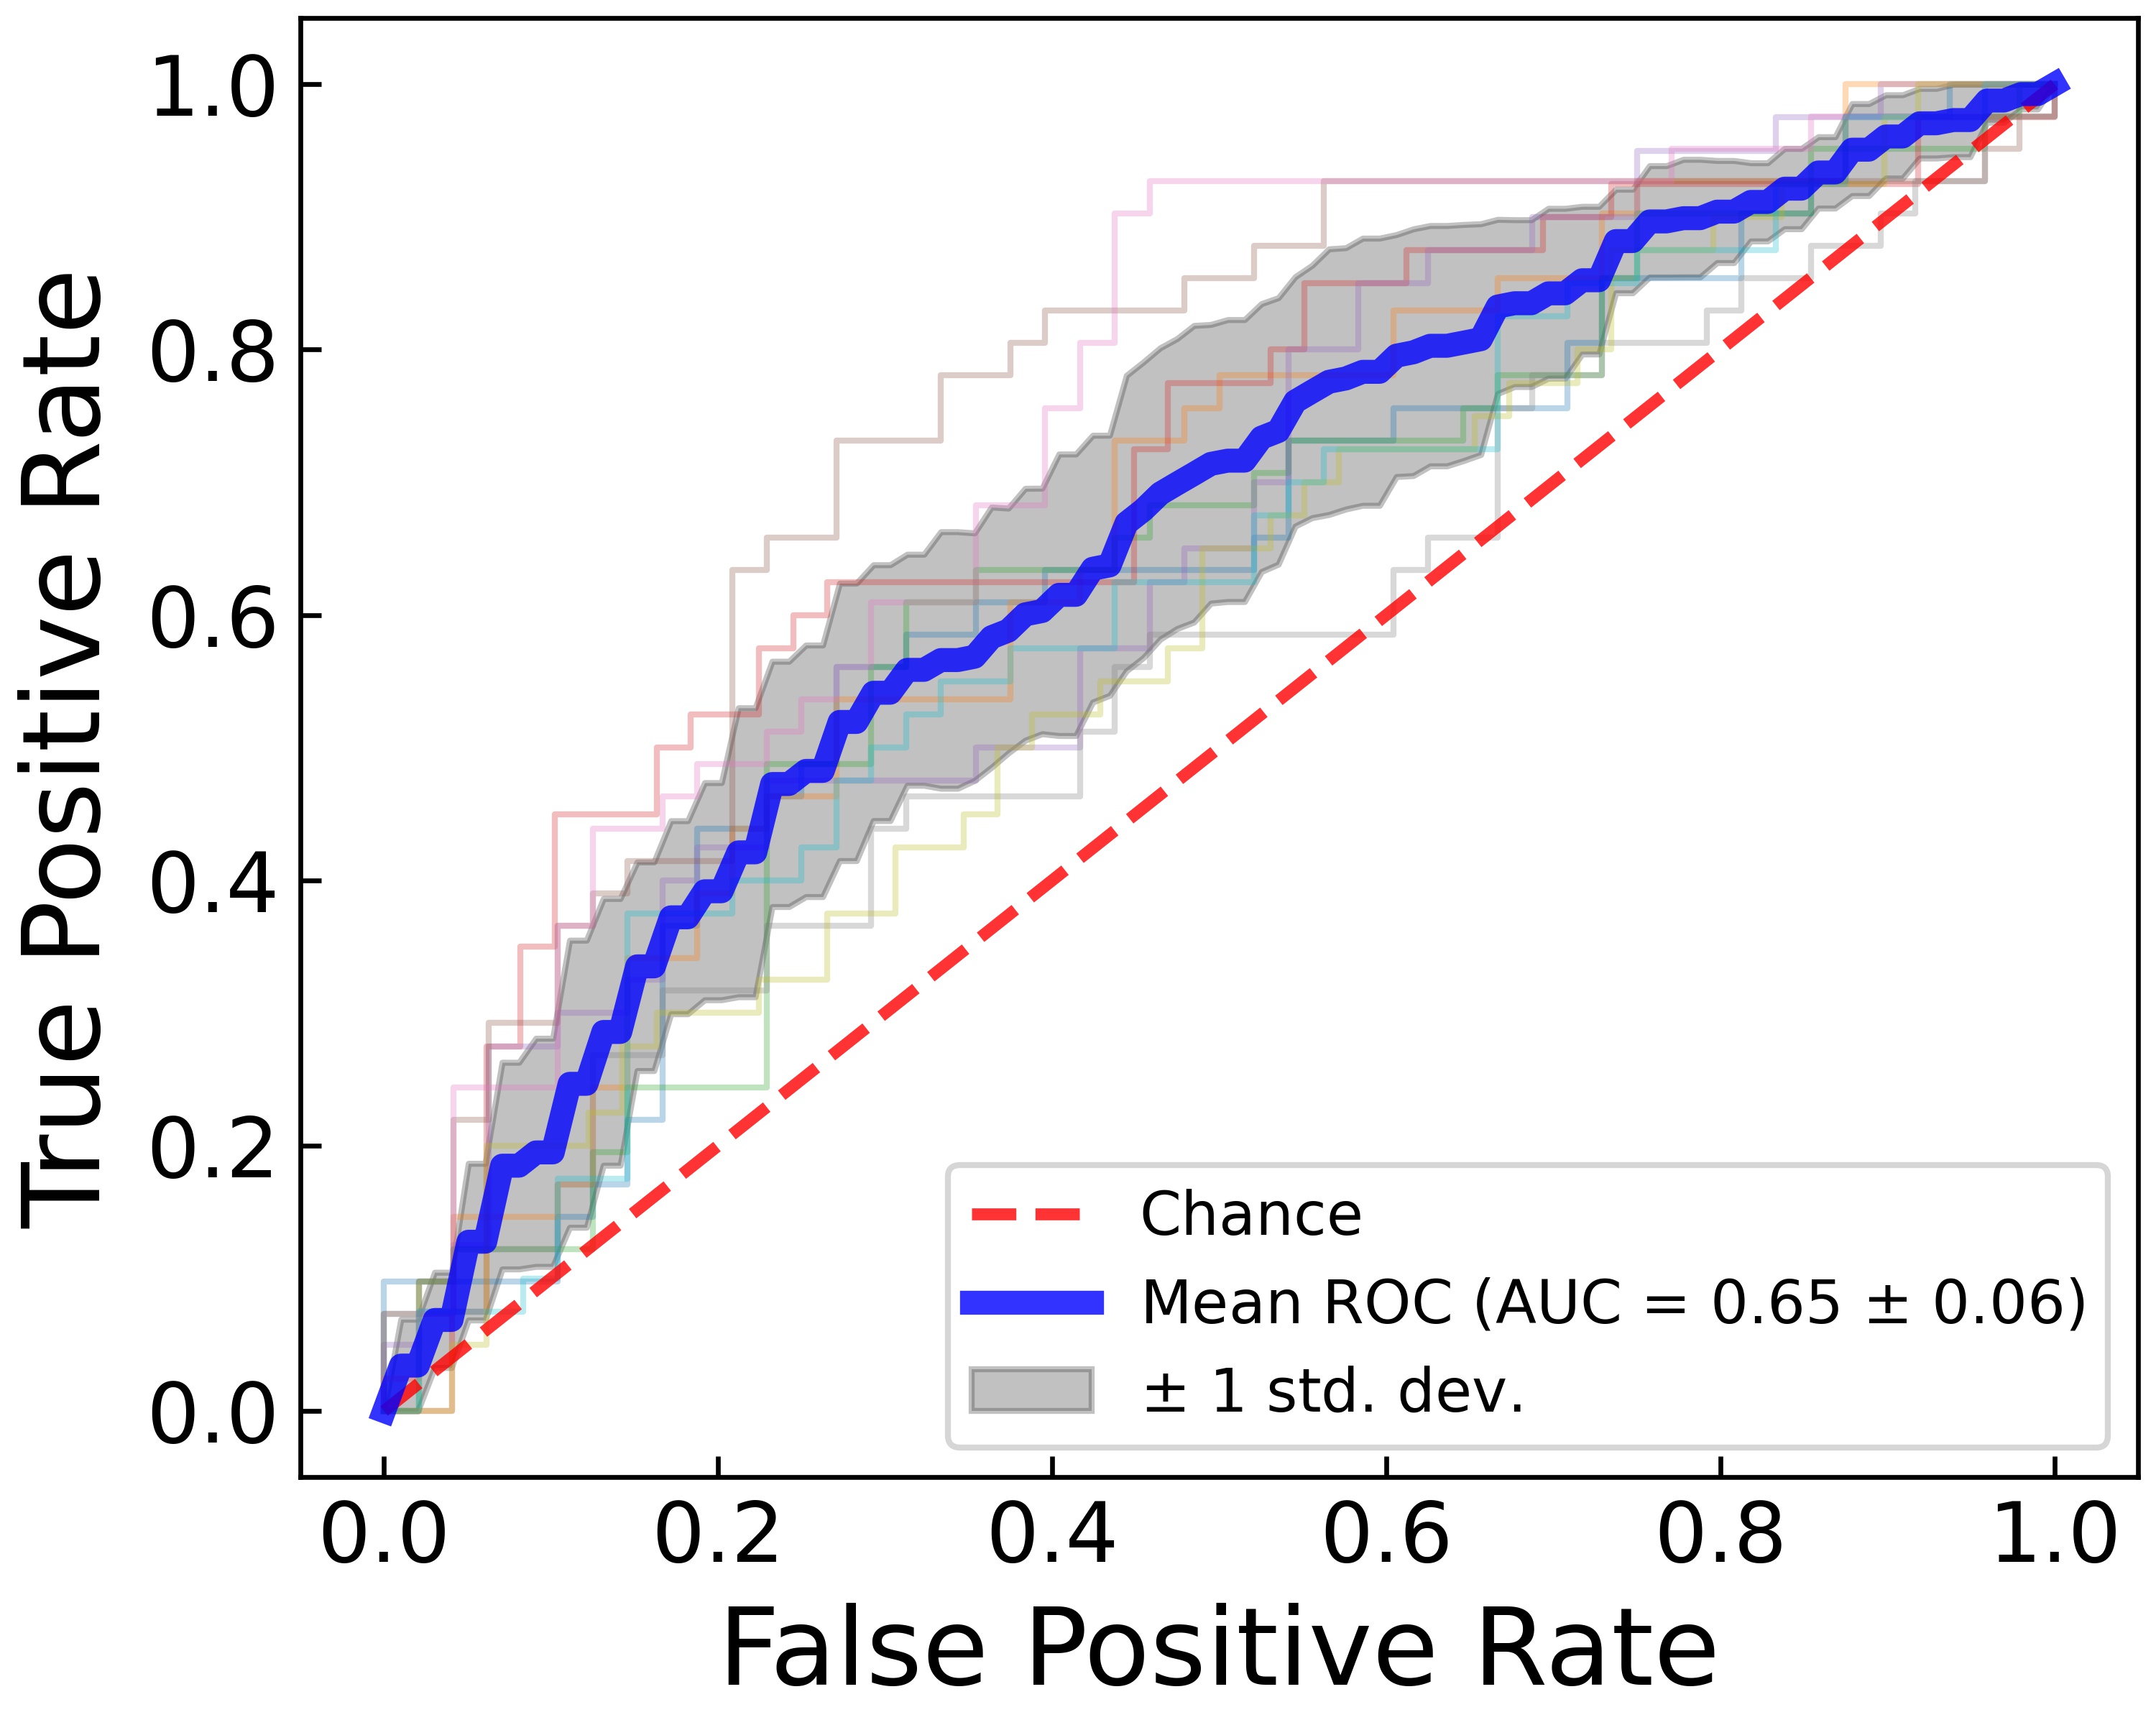 1.0
0.8
0.6
0.4
0.2
0.0
True Positive Rate
Chance
Mean ROC (AUC = 0.65 ± 0.06)
± 1 std. dev.
0.0 0.2 0.4 0.6 0.8 1.0
False Positive Rate